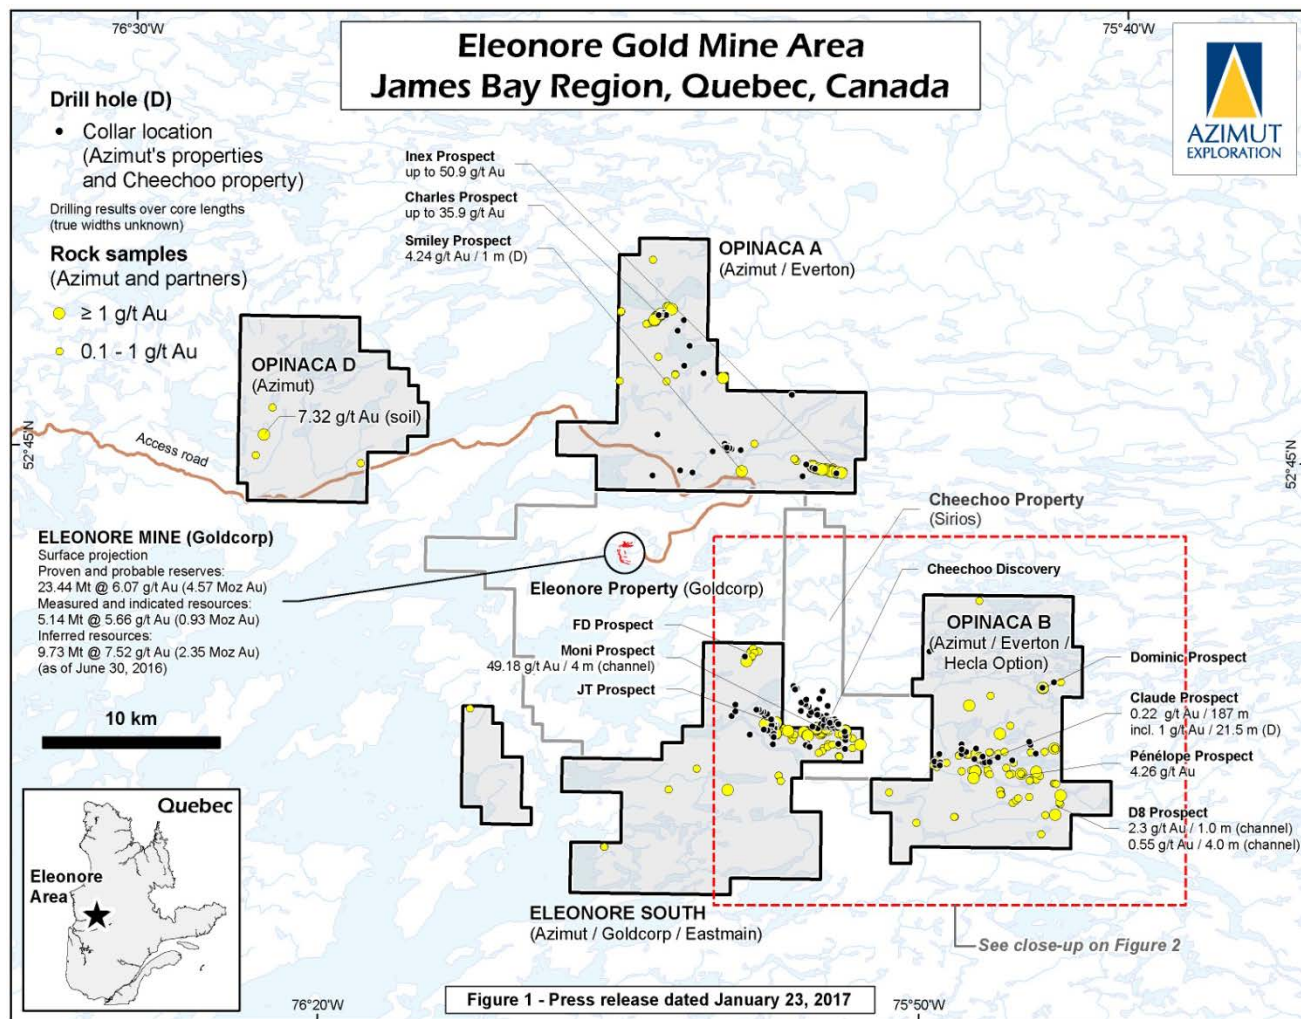 76°30'W
75°40'W
Eleonore Gold Mine Area
James Bay Region, Quebec, Canada
AZIMUT
EXPLORATION
Drill hole (D)
Collar location
(Azimut's properties
and Cheechoo property)
Drilling results over core lengths
(true widths unknown)
Rock samples
(Azimut and partners)
≥ 1 g/t Au
0.1 - 1 g/t Au
Inex Prospect
up to 50.9 g/t Au
Charles Prospect
up to 35.9 g/t Au
Smiley Prospect
4.24 g/t Au / 1 m (D)
OPINACA A
(Azimut / Everton)
OPINACA D
(Azimut)
7.32 g/t Au (soil)
52°45'N
Access road
52°45'N
Cheechoo Property
(Sirios)
ELEONORE MINE (Goldcorp)
Surface projection
Proven and probable reserves:
23.44 Mt @ 6.07 g/t Au (4.57 Moz Au)
Measured and indicated resources:
5.14 Mt @ 5.66 g/t Au (0.93 Moz Au)
Inferred resources:
9.73 Mt @ 7.52 g/t Au (2.35 Moz Au)
(as of June 30, 2016)
Eleonore Property (Goldcorp)
Cheechoo Discovery
FD Prospect
Moni Prospect
49.18 g/t Au / 4 m (channel)
JT Prospect
OPINACA B
(Azimut / Everton /
Hecla Option)
Dominic Prospect
Claude Prospect
0.22 g/t Au / 187 m
incl. 1 g/t Au / 21.5 m (D)
Pénélope Prospect
4.26 g/t Au
D8 Prospect
2.3 g/t Au / 1.0 m (channel)
0.55 g/t Au / 4.0 m (channel)
10 km
Quebec
Eleonore
Area
ELEONORE SOUTH
(Azimut / Goldcorp / Eastmain)
See close-up on Figure 2
76°20'W
Figure 1 - Press release dated January 23, 2017
75°50'W